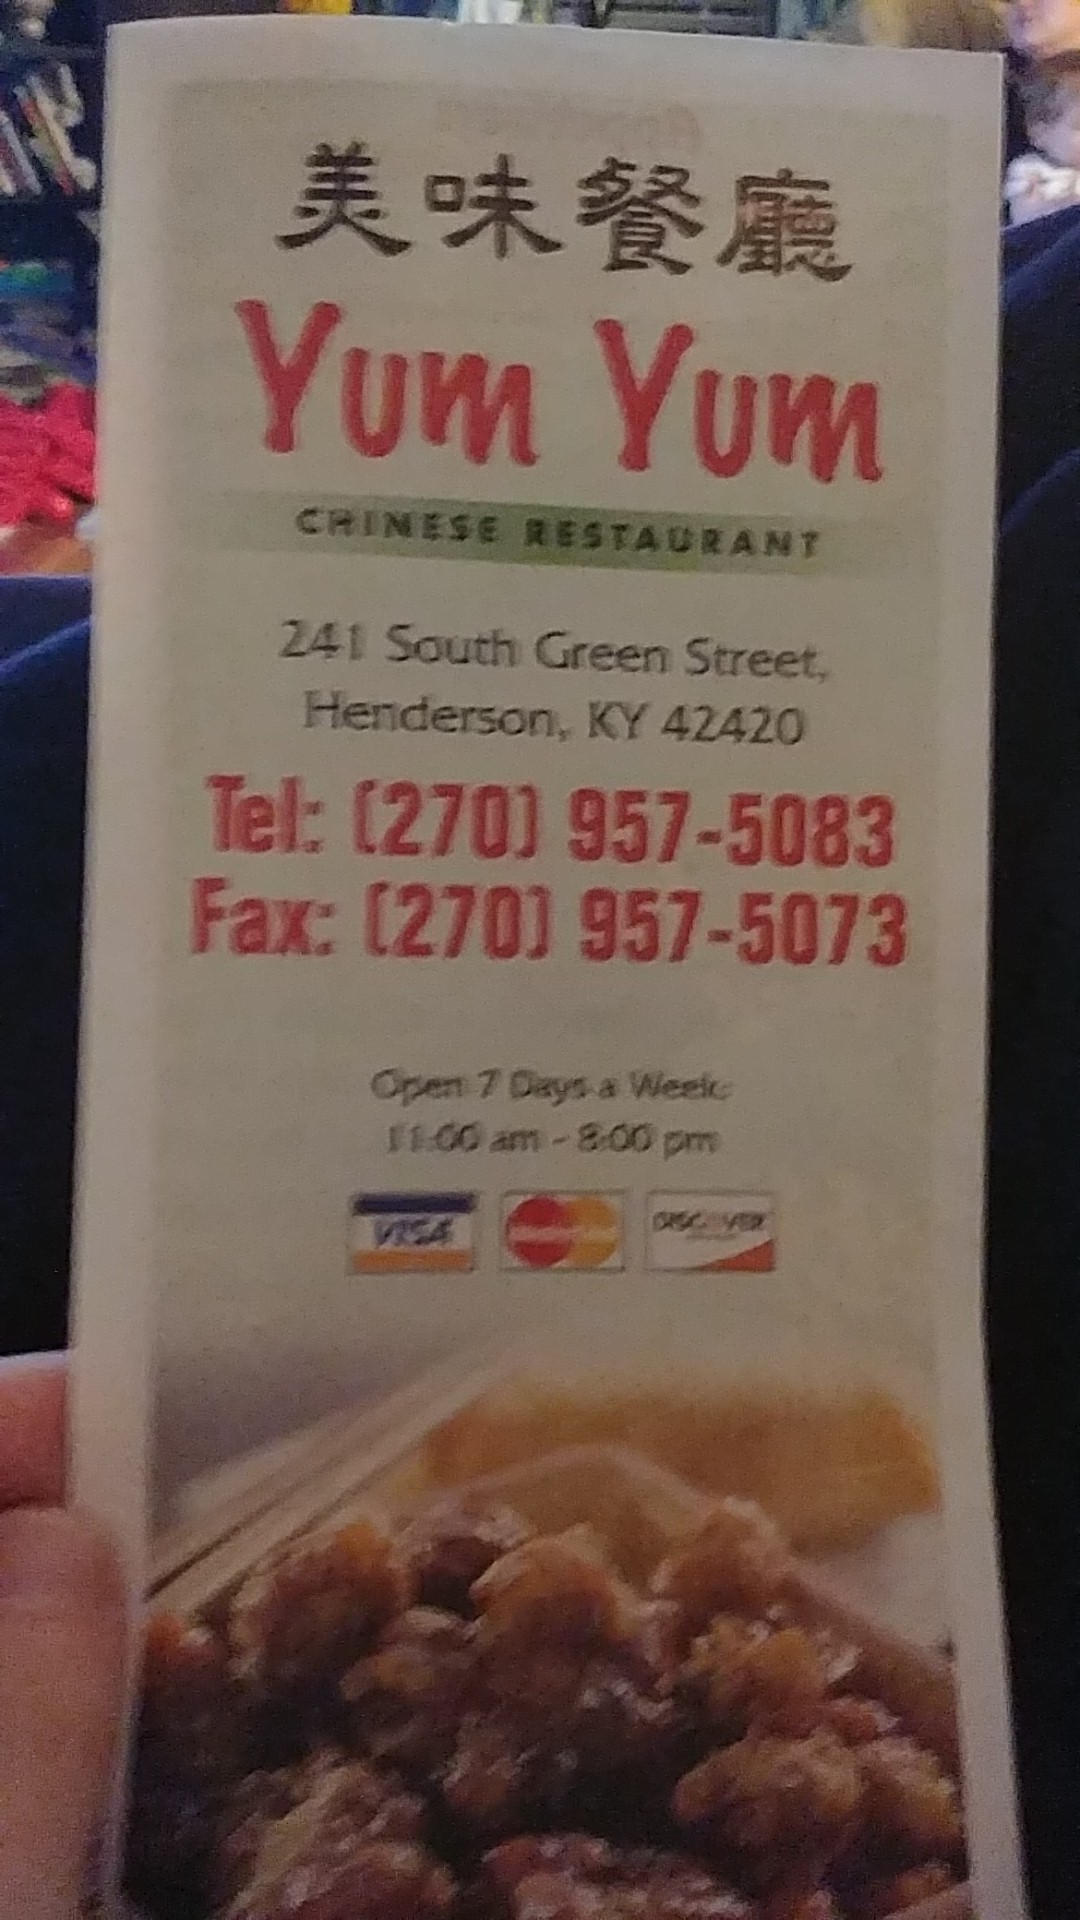 美味餐廳
Yum Yum
CHINESE RESTAURANT
241 South Green Street,
Henderson, KY 42420
Tel: (270) 957-5083
Fax: (270) 957-5073
Open 7 Days a Week:
11:00 am - 8:00 pm
VISA DISCOVER